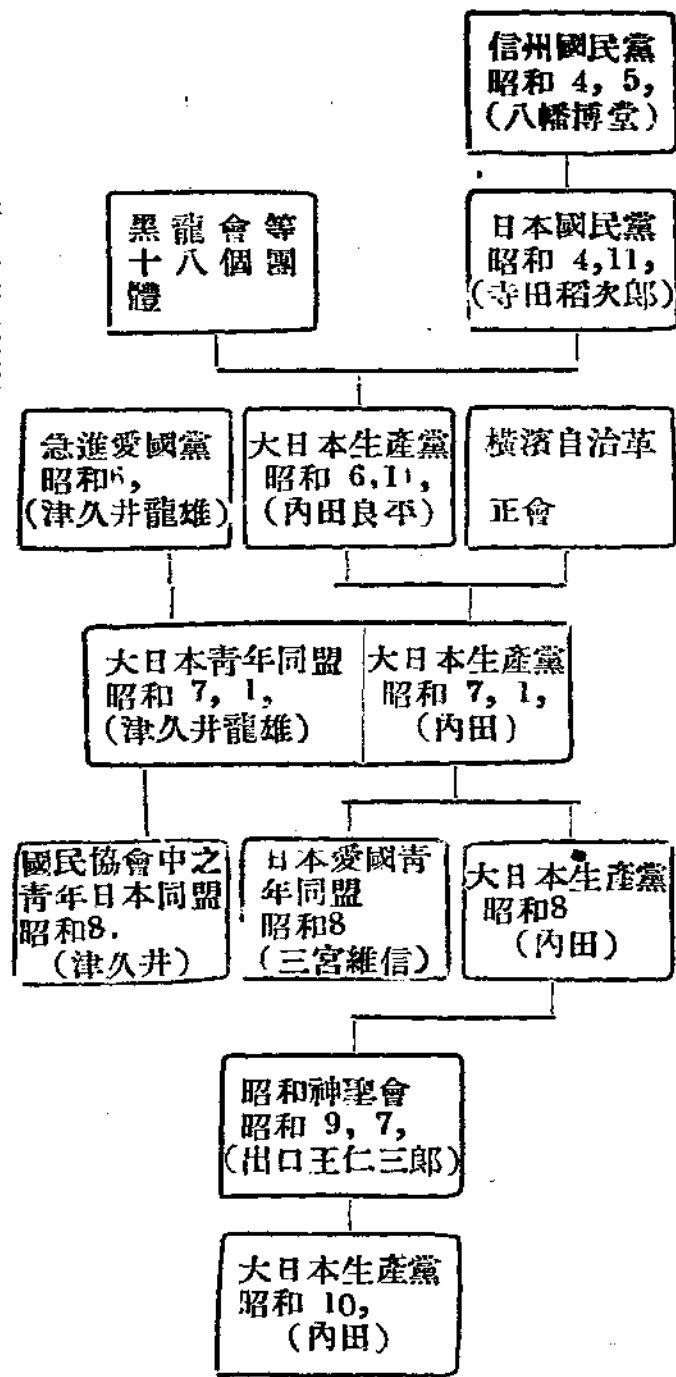 信州國民黨
昭和 4, 5,
(八幡博堂)
黑龍會等
十八個團
體
日本國民黨
昭和 4,11,
(寺田稻次郎)
急進愛國黨
昭和6,
(津久井龍雄)
大日本生產黨
昭和 6,11,
(內田良平)
橫濱自治革
正會
大日本青年同盟
昭和 7, 1,
(津久井龍雄)
大日本生產黨
昭和 7, 1,
(內田)
國民協會中之
青年日本同盟
昭和8.
(津久井)
日本愛國青
年同盟
昭和8
(三宮維信)
大日本生產黨
昭和8
(內田)
昭和神聖會
昭和 9, 7,
(出口王仁三郎)
大日本生產黨
昭和 10,
(內田)